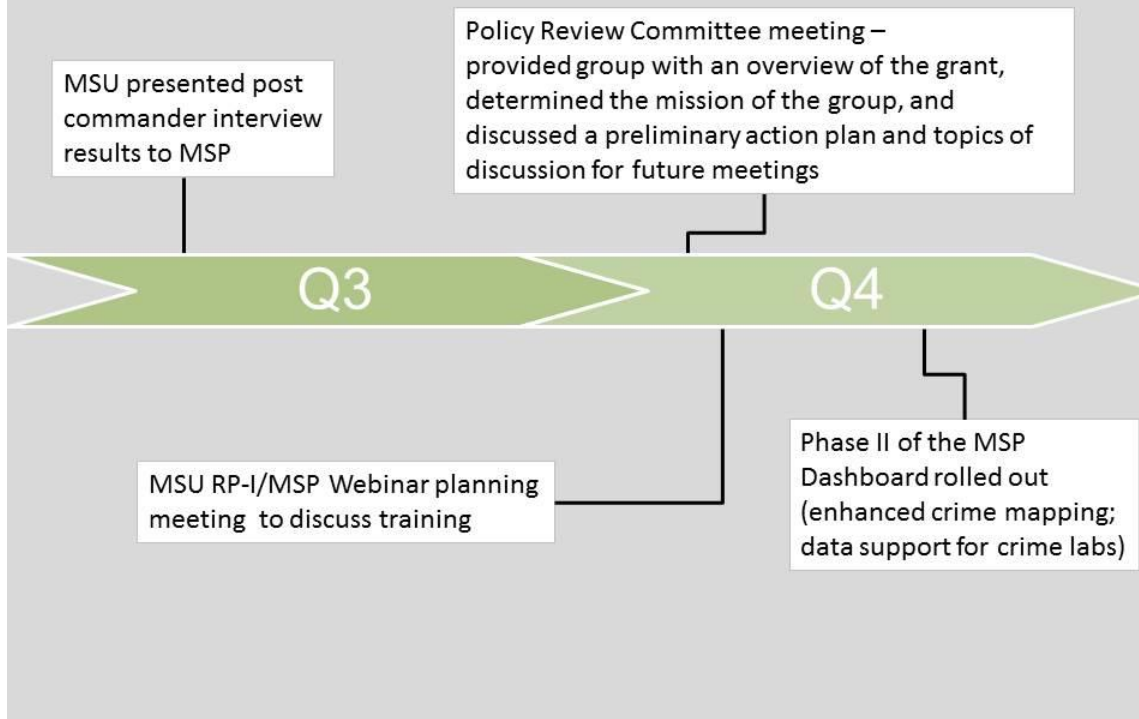 MSU presented post
commander interview
results to MSP
Policy Review Committee meeting –
provided group with an overview of the grant,
determined the mission of the group, and
discussed a preliminary action plan and topics of
discussion for future meetings
Q3
Q4
MSU RP-I/MSP Webinar planning
meeting to discuss training
Phase II of the MSP
Dashboard rolled out
(enhanced crime mapping;
data support for crime labs)